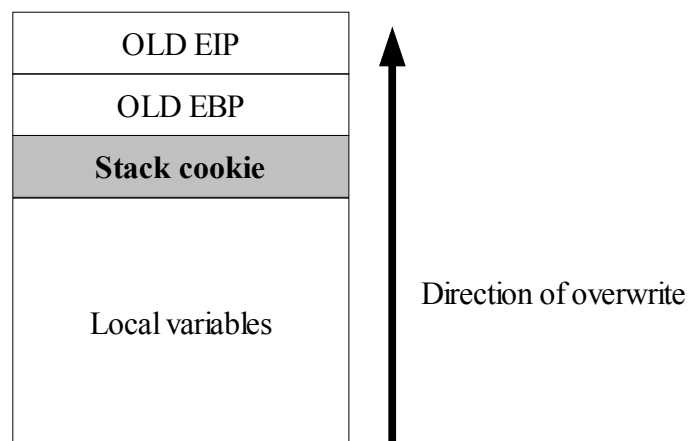 OLD EIP
OLD EBP
Stack cookie
Local variables
Direction of overwrite